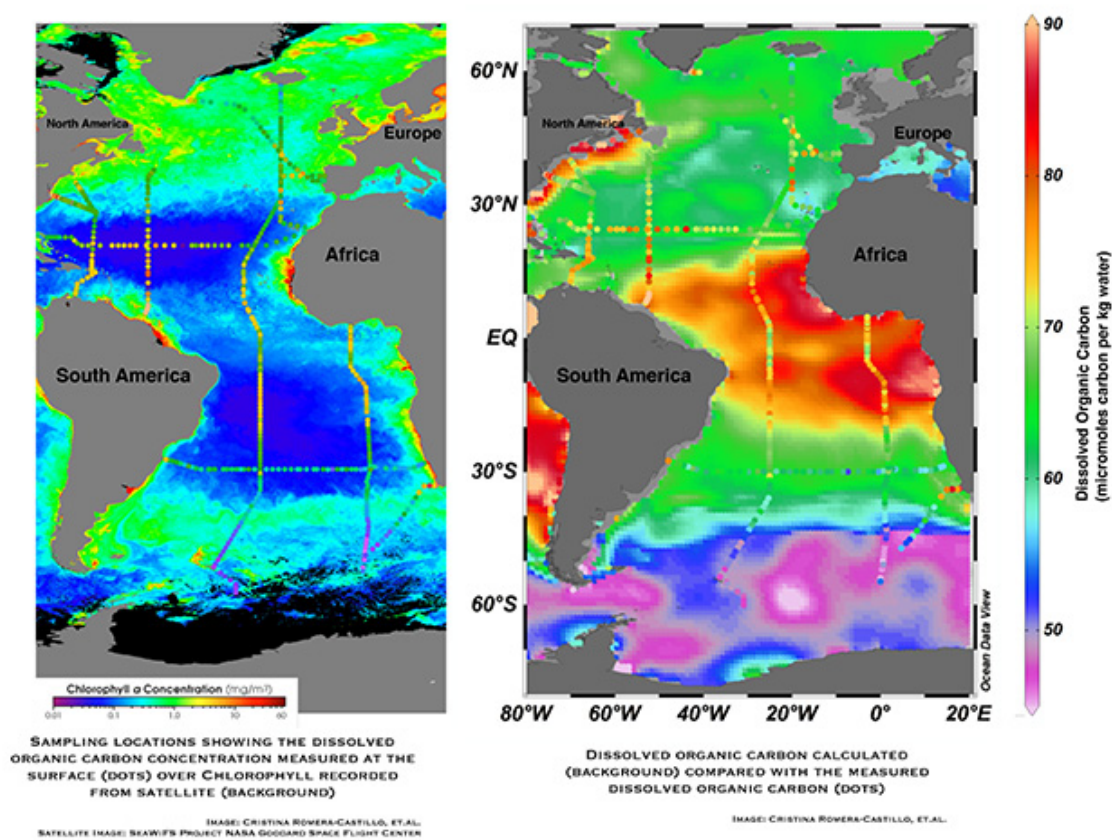 North America
Europe
Africa
South America
Chlorophyll a Concentration (mg/m³)
0.01 0.1 1.0 10 60
SAMPLING LOCATIONS SHOWING THE DISSOLVED
ORGANIC CARBON CONCENTRATION MEASURED AT THE
SURFACE (DOTS) OVER CHLOROPHYLL RECORDED
FROM SATELLITE (BACKGROUND)
IMAGE: CRISTINA ROMERA-CASTILLO, ET.AL.
SATELLITE IMAGE: SEAWIFS PROJECT NASA GODDARD SPACE FLIGHT CENTER
60°N
30°N
EQ
30°S
60°S
North America
Europe
Africa
South America
80°W 60°W 40°W 20°W 0° 20°E
Ocean Data View
90
80
70
60
50
Dissolved Organic Carbon
(micromoles carbon per kg water)
DISSOLVED ORGANIC CARBON CALCULATED
(BACKGROUND) COMPARED WITH THE MEASURED
DISSOLVED ORGANIC CARBON (DOTS)
IMAGE: CRISTINA ROMERA-CASTILLO, ET.AL.